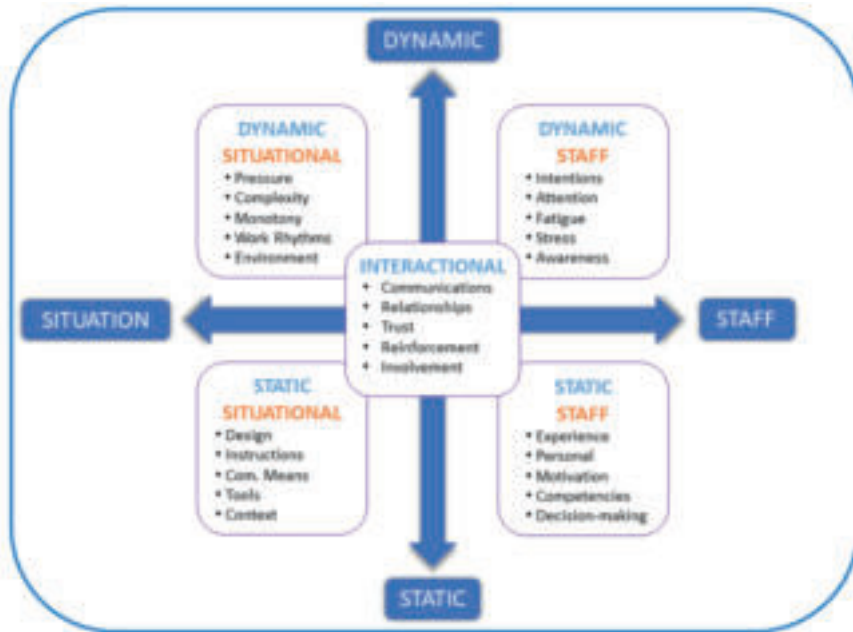 DYNAMIC
DYNAMIC
SITUATIONAL
• Pressure
• Complexity
• Monotony
• Work Rhythms
• Environment
DYNAMIC
STAFF
• Intentions
• Attention
• Fatigue
• Stress
• Awareness
SITUATION
INTERACTIONAL
• Communications
• Relationships
• Trust
• Reinforcement
• Involvement
STAFF
STATIC
SITUATIONAL
• Design
• Instructions
• Com. Means
• Tools
• Context
STATIC
STAFF
• Experience
• Personal
• Motivation
• Competencies
• Decision-making
STATIC